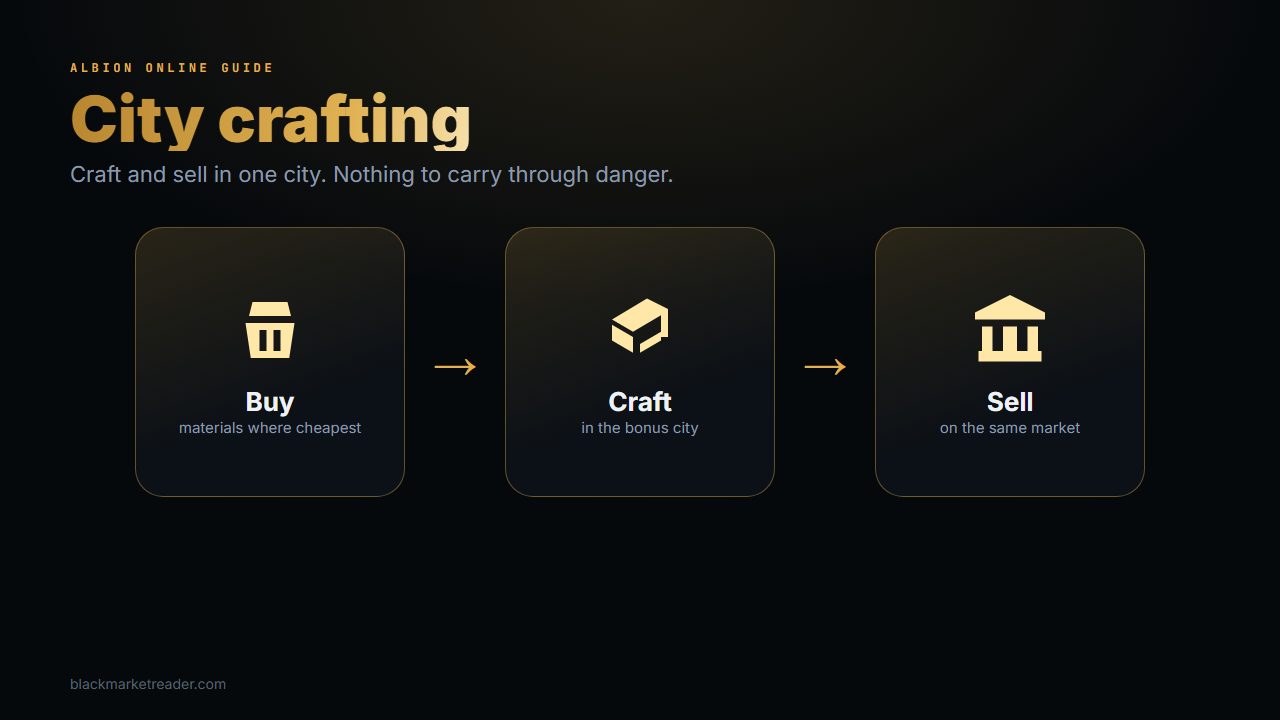 ALBION ONLINE GUIDE
City crafting
Craft and sell in one city. Nothing to carry through danger.
Buy
materials where cheapest
→
Craft
in the bonus city
→
Sell
on the same market
blackmarketreader.com